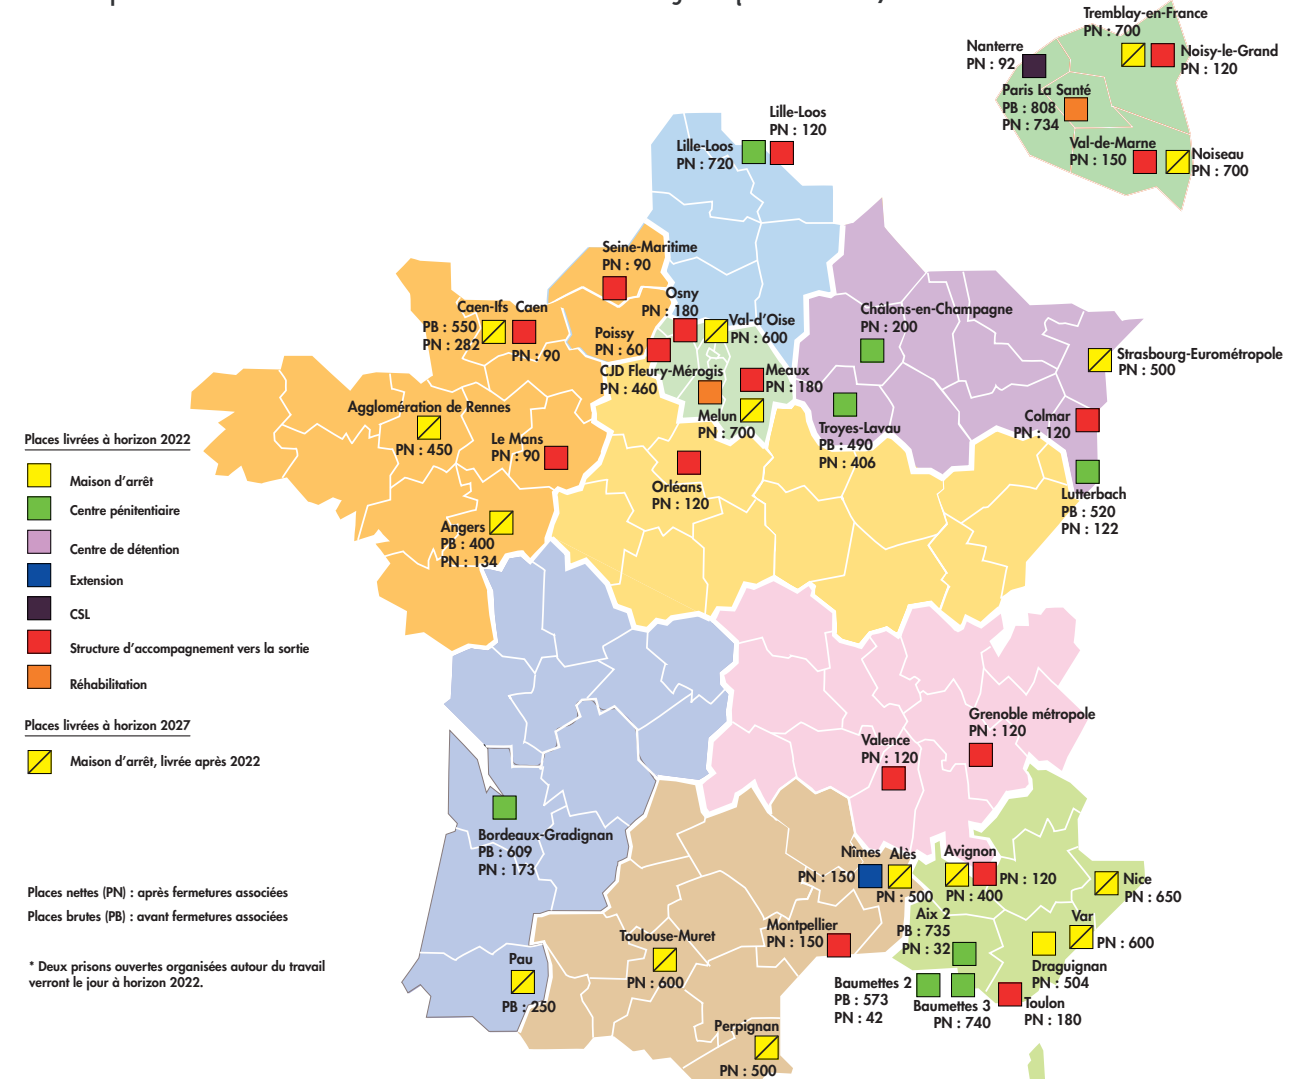 Tremblay-en-France
PN : 700
Nanterre
PN : 92
Noisy-le-Grand
PN : 120
Paris La Santé
PB : 808
PN : 734
Val-de-Marne
PN : 150
Noiseau
PN : 700
Lille-Loos
PN : 120
Lille-Loos
PN : 720
Seine-Maritime
PN : 90
Osny
PN : 180
Caen-Ifs
PB : 550
PN : 282
Caen
PN : 90
Poissy
PN : 60
Val-d'Oise
PN : 600
Châlons-en-Champagne
PN : 200
Strasbourg-Eurométropole
PN : 500
CJD Fleury-Mérogis
PN : 460
Meaux
PN : 180
Melun
PN : 700
Agglomération de Rennes
PN : 450
Le Mans
PN : 90
Troyes-Lavau
PB : 490
PN : 406
Colmar
PN : 120
Orléans
PN : 120
Lutterbach
PB : 520
PN : 122
Angers
PB : 400
PN : 134
Places livrées à horizon 2022
Maison d'arrêt
Centre pénitentiaire
Centre de détention
Extension
CSL
Structure d'accompagnement vers la sortie
Réhabilitation
Places livrées à horizon 2027
Maison d'arrêt, livrée après 2022
Places nettes (PN) : après fermetures associées
Places brutes (PB) : avant fermetures associées
* Deux prisons ouvertes organisées autour du travail
verront le jour à horizon 2022.
Grenoble métropole
PN : 120
Valence
PN : 120
Bordeaux-Gradignan
PB : 609
PN : 173
Nîmes
PN : 150
Alès
PN : 500
Avignon
PN : 120
PN : 400
Nice
PN : 650
Aix 2
PB : 735
PN : 32
Var
PN : 600
Montpellier
PN : 150
Toulouse-Muret
PN : 600
Draguignan
PN : 504
Pau
PB : 250
Baumettes 2
PB : 573
PN : 42
Baumettes 3
PN : 740
Toulon
PN : 180
Perpignan
PN : 500